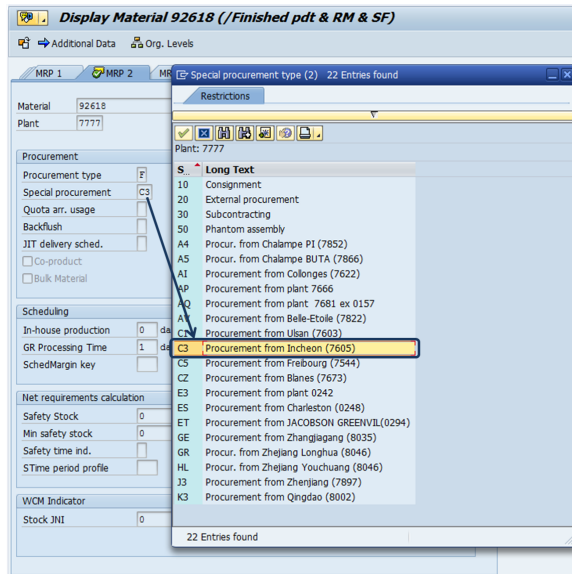 Display Material 92618 (/Finished pdt & RM & SF)
Additional Data Org. Levels
MRP 1 MRP 2 MR
Material 92618
Plant 7777
Procurement
Procurement type F
Special procurement C3
Quota arr. usage
Backflush
JIT delivery sched.
Co-product
Bulk Material
Scheduling
In-house production 0 da
GR Processing Time 1 da
SchedMargin key
Net requirements calculation
Safety Stock 0
Min safety stock 0
Safety time ind.
STime period profile
WCM Indicator
Stock JNI 0
Special procurement type (2) 22 Entries found
Restrictions
Plant: 7777
S... Long Text
10 Consignment
20 External procurement
30 Subcontracting
50 Phantom assembly
A4 Procur. from Chalampe PI (7852)
A5 Procur. from Chalampe BUTA (7866)
AI Procurement from Collonges (7622)
AP Procurement from plant 7666
AQ Procurement from plant 7681 ex 0157
Procurement from Belle-Etoile (7822)
Procurement from Ulsan (7603)
C3 Procurement from Incheon (7605)
C5 Procurement from Freibourg (7544)
CZ Procurement from Blanes (7673)
E3 Procurement from plant 0242
ES Procurement from Charleston (0248)
ET Procurement from JACOBSON GREENVIL(0294)
GE Procurement from Zhangjiagang (8035)
GR Procur. from Zhejiang Longhua (8046)
HL Procur. from Zhejiang Youchuang (8046)
J3 Procurement from Zhenjiang (7897)
K3 Procurement from Qingdao (8002)
22 Entries found